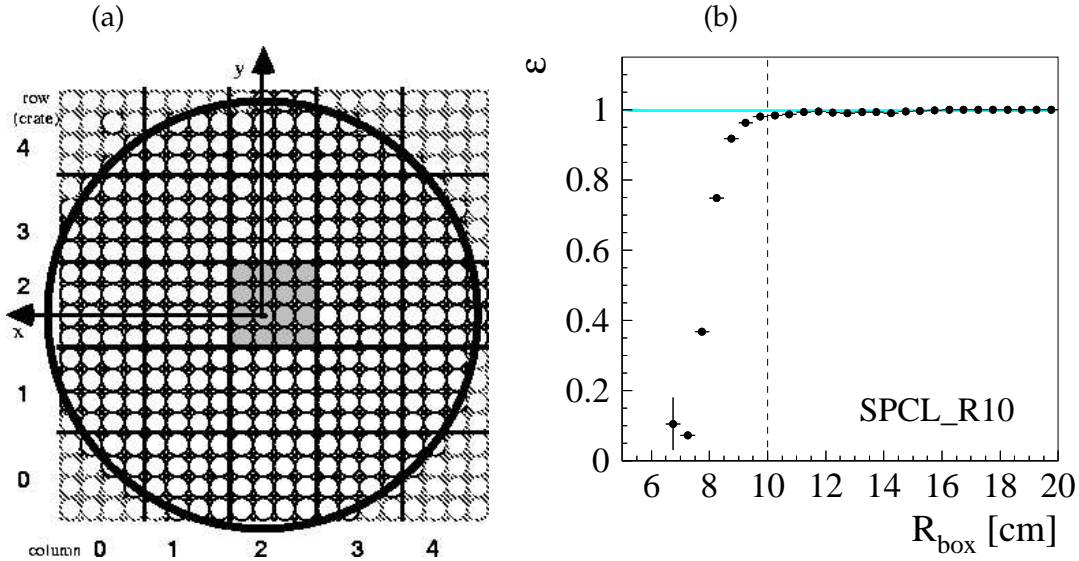 (a)
y
row
(crate)
4
3
2
x
1
0
column 0 1 2 3 4
(b)
ε
1
0.8
0.6
0.4
0.2
0
SPCL_R10
6 8 10 12 14 16 18 20
R_box [cm]